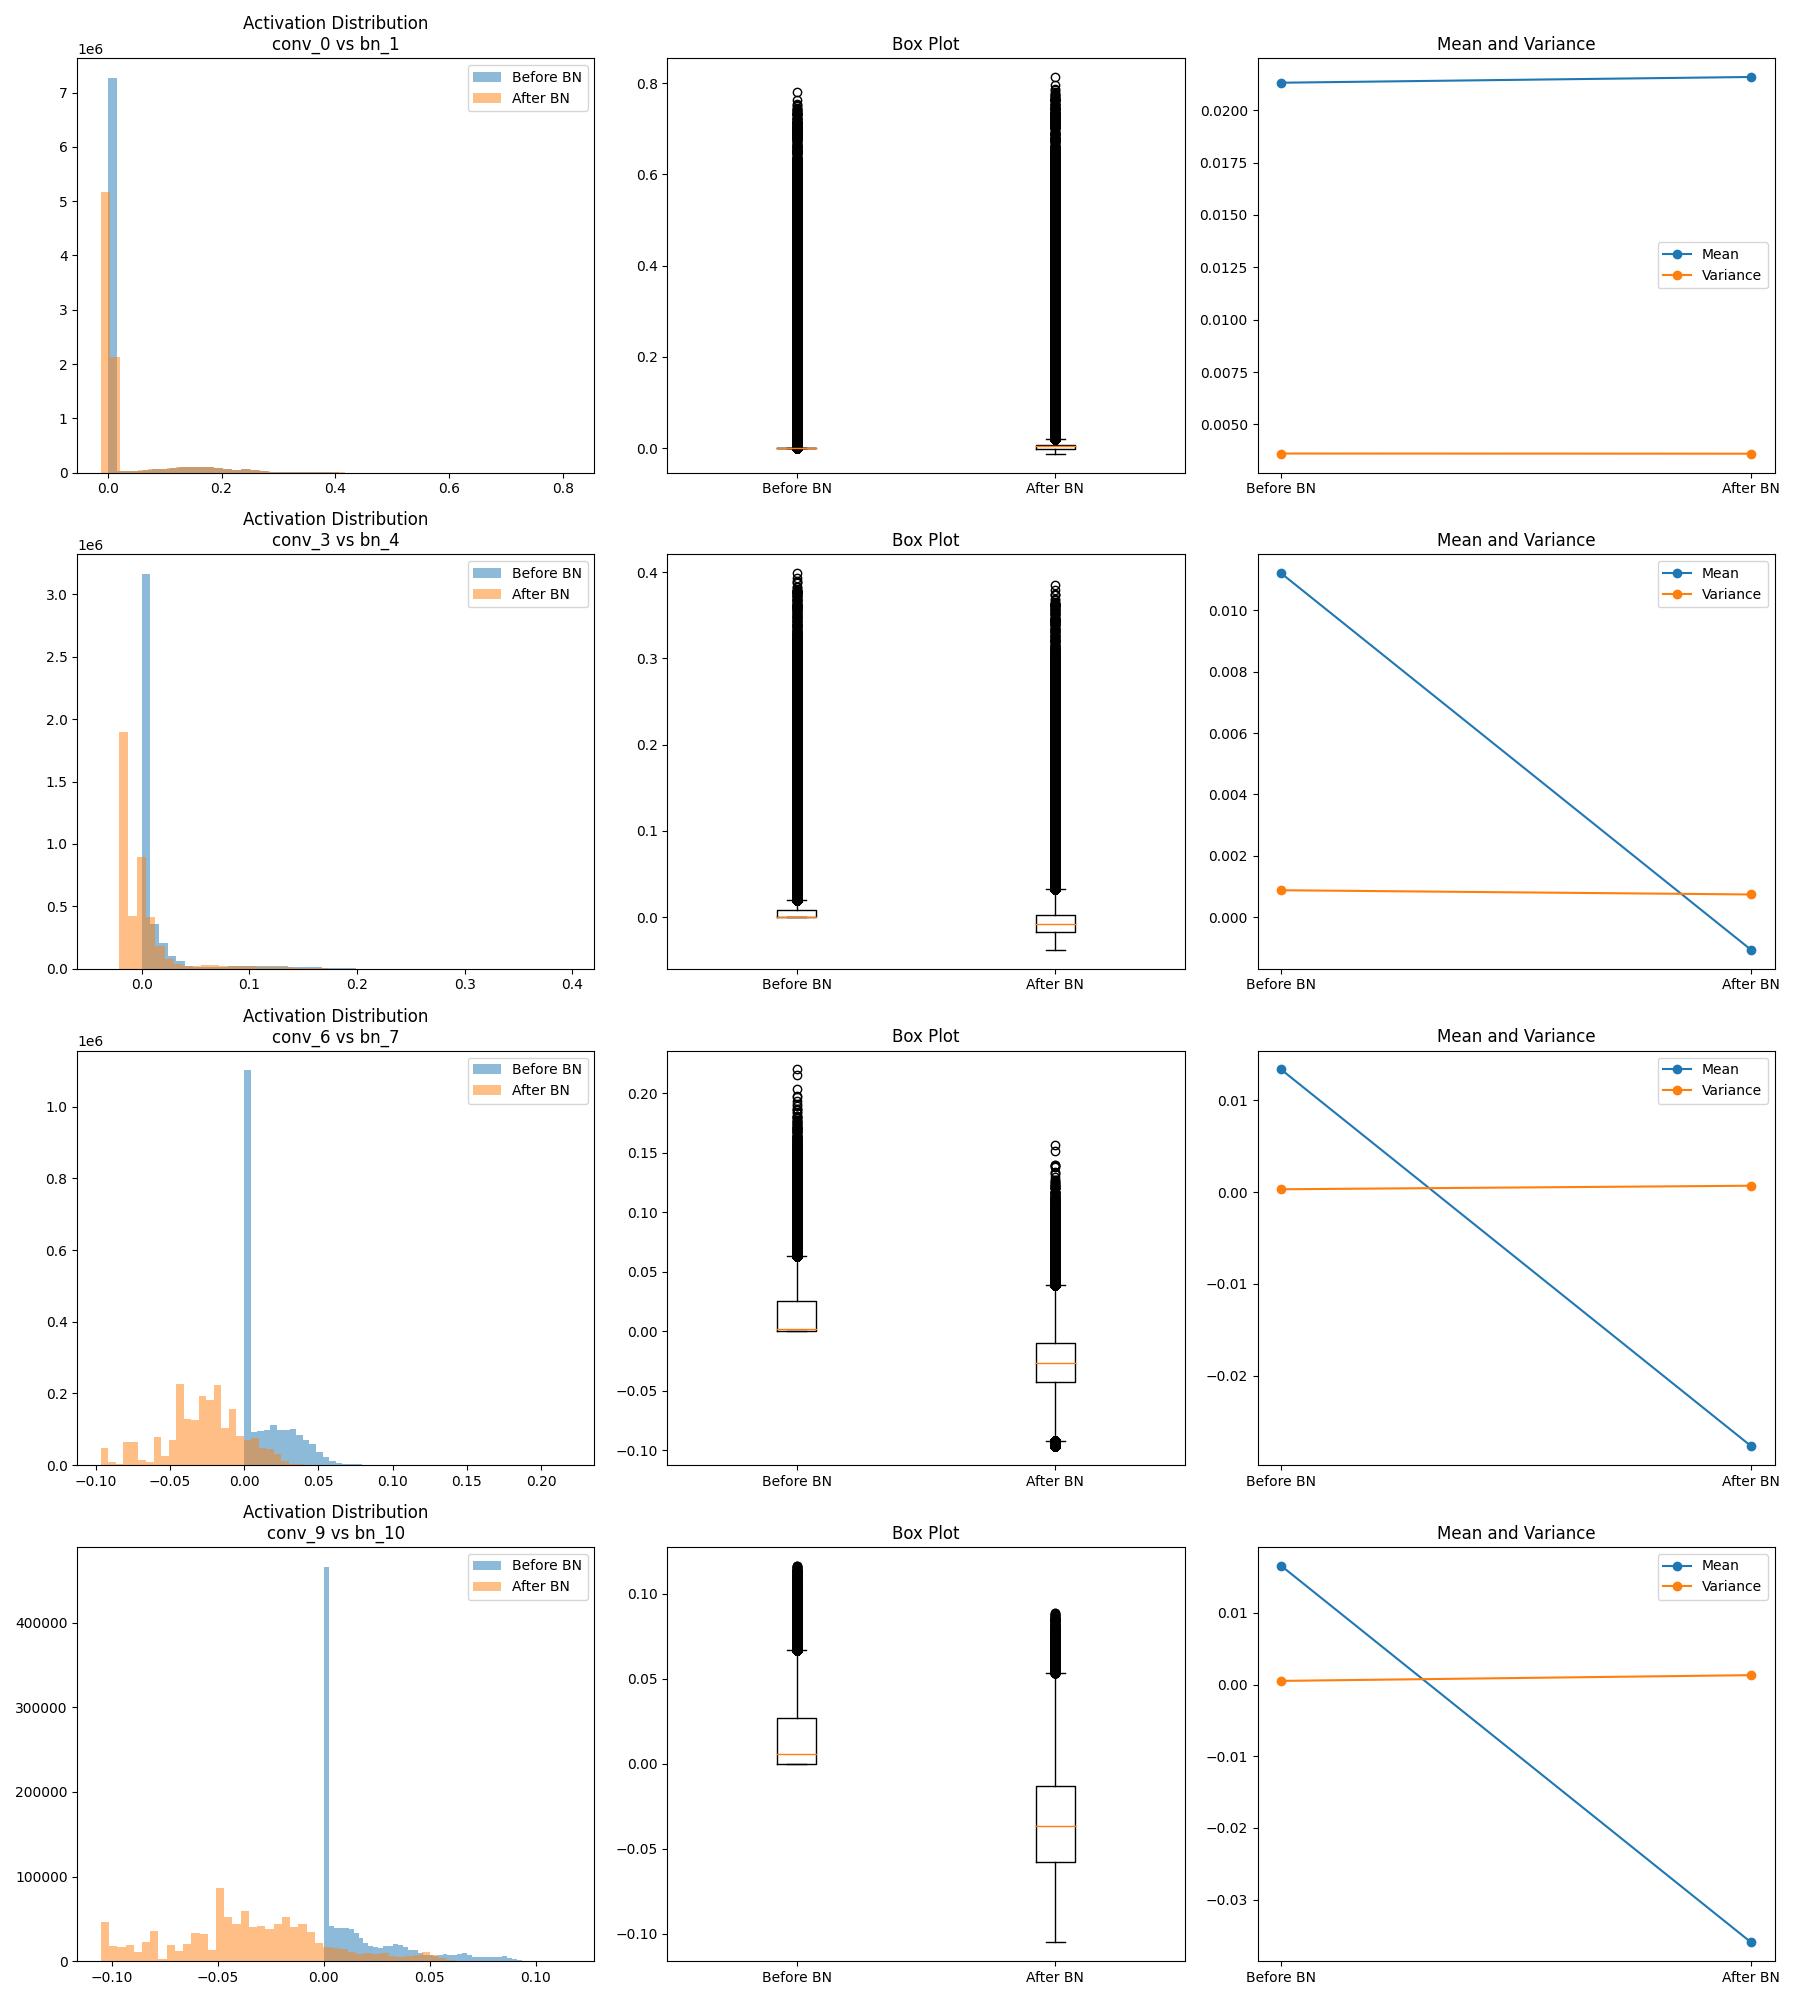 Activation Distribution
conv_0 vs bn_1
1e6
Before BN
After BN
7
6
5
4
3
2
1
0
0.0 0.2 0.4 0.6 0.8
Box Plot
0.8
0.6
0.4
0.2
0.0
Before BN After BN
Mean and Variance
0.0200
0.0175
0.0150
0.0125
0.0100
0.0075
0.0050
Mean
Variance
Before BN After BN
Activation Distribution
conv_3 vs bn_4
1e6
Before BN
After BN
3.0
2.5
2.0
1.5
1.0
0.5
0.0
0.0 0.1 0.2 0.3 0.4
Box Plot
0.4
0.3
0.2
0.1
0.0
Before BN After BN
Mean and Variance
Mean
Variance
0.010
0.008
0.006
0.004
0.002
0.000
Before BN After BN
Activation Distribution
conv_6 vs bn_7
1e6
Before BN
After BN
1.0
0.8
0.6
0.4
0.2
0.0
−0.10 −0.05 0.00 0.05 0.10 0.15 0.20
Box Plot
0.20
0.15
0.10
0.05
0.00
−0.05
−0.10
Before BN After BN
Mean and Variance
Mean
Variance
0.01
0.00
−0.01
−0.02
Before BN After BN
Activation Distribution
conv_9 vs bn_10
Before BN
After BN
400000
300000
200000
100000
0
−0.10 −0.05 0.00 0.05 0.10
Box Plot
0.10
0.05
0.00
−0.05
−0.10
Before BN After BN
Mean and Variance
Mean
Variance
0.01
0.00
−0.01
−0.02
−0.03
Before BN After BN